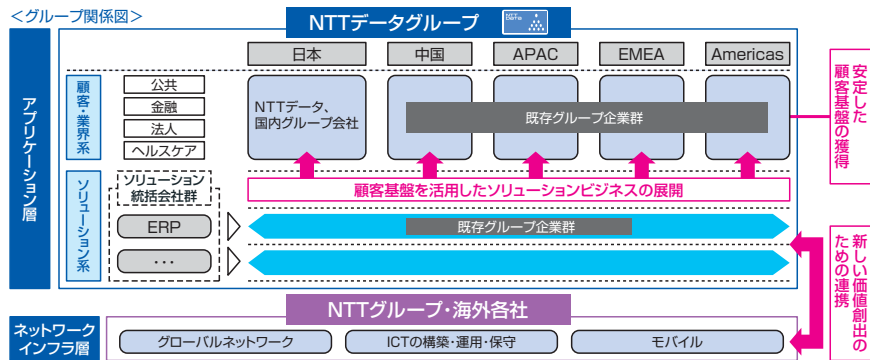 ＜グループ関係図＞
NTTデータグループ
NTT DATA
日本
中国
APAC
EMEA
Americas
アプリケーション層
顧客・業界系
公共
金融
法人
ヘルスケア
NTTデータ、
国内グループ会社
既存グループ企業群
安定した
顧客基盤の獲得
顧客基盤を活用したソリューションビジネスの展開
ソリューション系
ソリューション
統括会社群
ERP
・・・
既存グループ企業群
新しい価値創出の
ための連携
NTTグループ・海外各社
ネットワーク
インフラ層
グローバルネットワーク
ICTの構築・運用・保守
モバイル